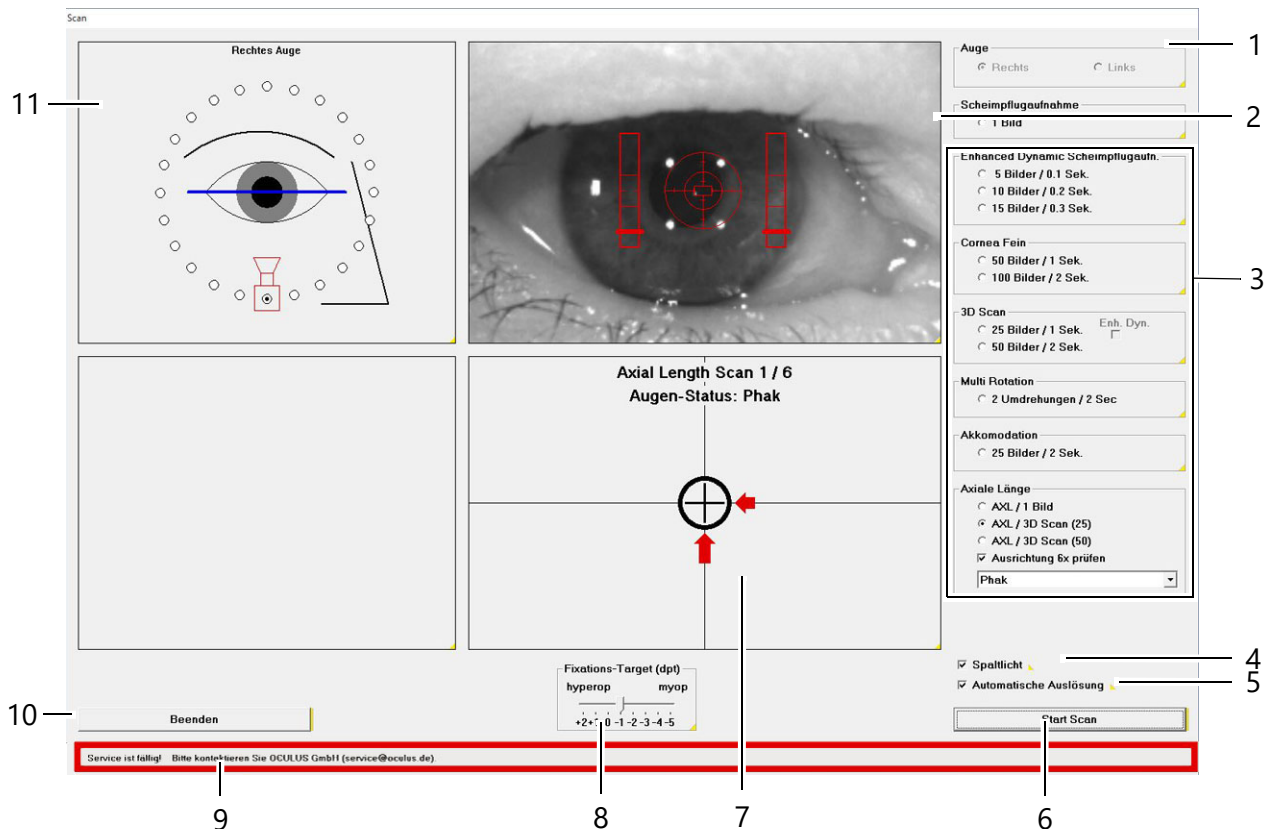 Scan
Rechtes Auge
Auge
Rechts Links
Scheimpflugaufnahme
1 Bild
Enhanced Dynamic Scheimpflugaufn.
5 Bilder / 0.1 Sek.
10 Bilder / 0.2 Sek.
15 Bilder / 0.3 Sek.
Cornea Fein
50 Bilder / 1 Sek.
100 Bilder / 2 Sek.
3D Scan
25 Bilder / 1 Sek. Enh. Dyn.
50 Bilder / 2 Sek.
Multi Rotation
2 Umdrehungen / 2 Sec
Akkomodation
25 Bilder / 2 Sek.
Axiale Länge
AXL / 1 Bild
AXL / 3D Scan (25)
AXL / 3D Scan (50)
Ausrichtung 6x prüfen
Phak
Axial Length Scan 1 / 6
Augen-Status: Phak
Fixations-Target (dpt)
hyperop myop
+2+1 0 -1 -2 -3 -4 -5
Spaltlicht
Automatische Auslösung
Beenden
Start Scan
Service ist fällig! Bitte kontaktieren Sie OCULUS GmbH (service@oculus.de)
1
2
3
4
5
6
7
8
9
10
11